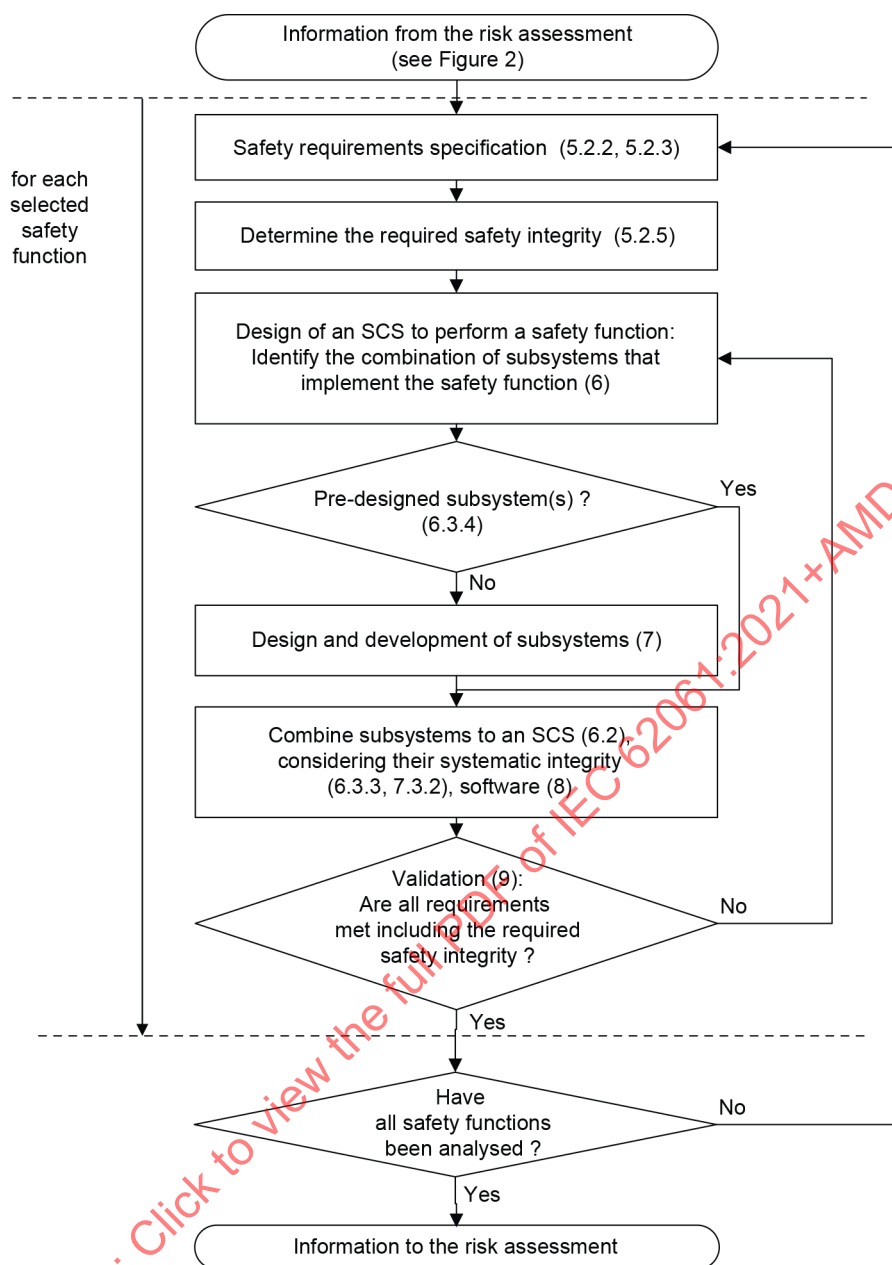 Information from the risk assessment
(see Figure 2)
for each
selected
safety
function
Safety requirements specification (5.2.2, 5.2.3)
Determine the required safety integrity (5.2.5)
Design of an SCS to perform a safety function:
Identify the combination of subsystems that
implement the safety function (6)
Pre-designed subsystem(s) ?
(6.3.4)
Yes
No
Design and development of subsystems (7)
Combine subsystems to an SCS (6.2),
considering their systematic integrity
(6.3.3, 7.3.2), software (8)
Validation (9):
Are all requirements
met including the required
safety integrity ?
No
Yes
Have
all safety functions
been analysed ?
No
Yes
Information to the risk assessment
: Click to view the full PDF of IEC 62061:2021+AMD